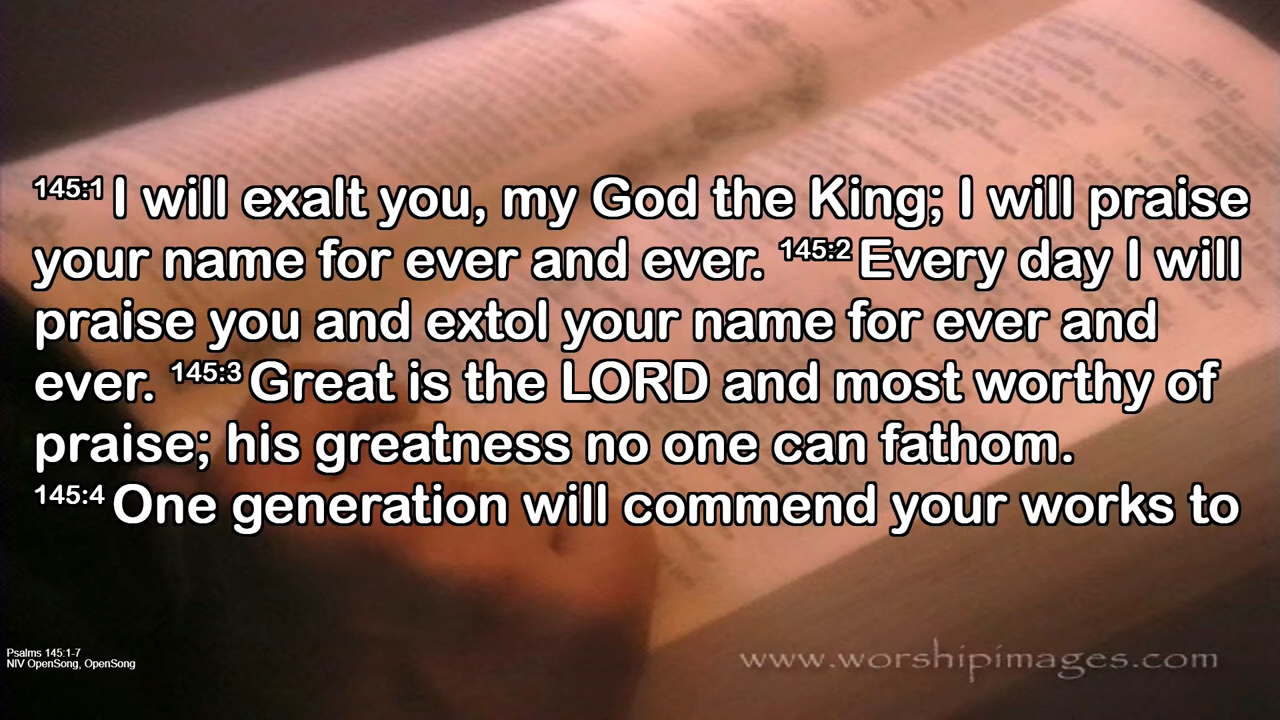 145:1 I will exalt you, my God the King; I will praise
your name for ever and ever. 145:2 Every day I will
praise you and extol your name for ever and
ever. 145:3 Great is the LORD and most worthy of
praise; his greatness no one can fathom.
145:4 One generation will commend your works to
Psalms 145:1-7
NIV OpenSong, OpenSong
www.worshipimages.com